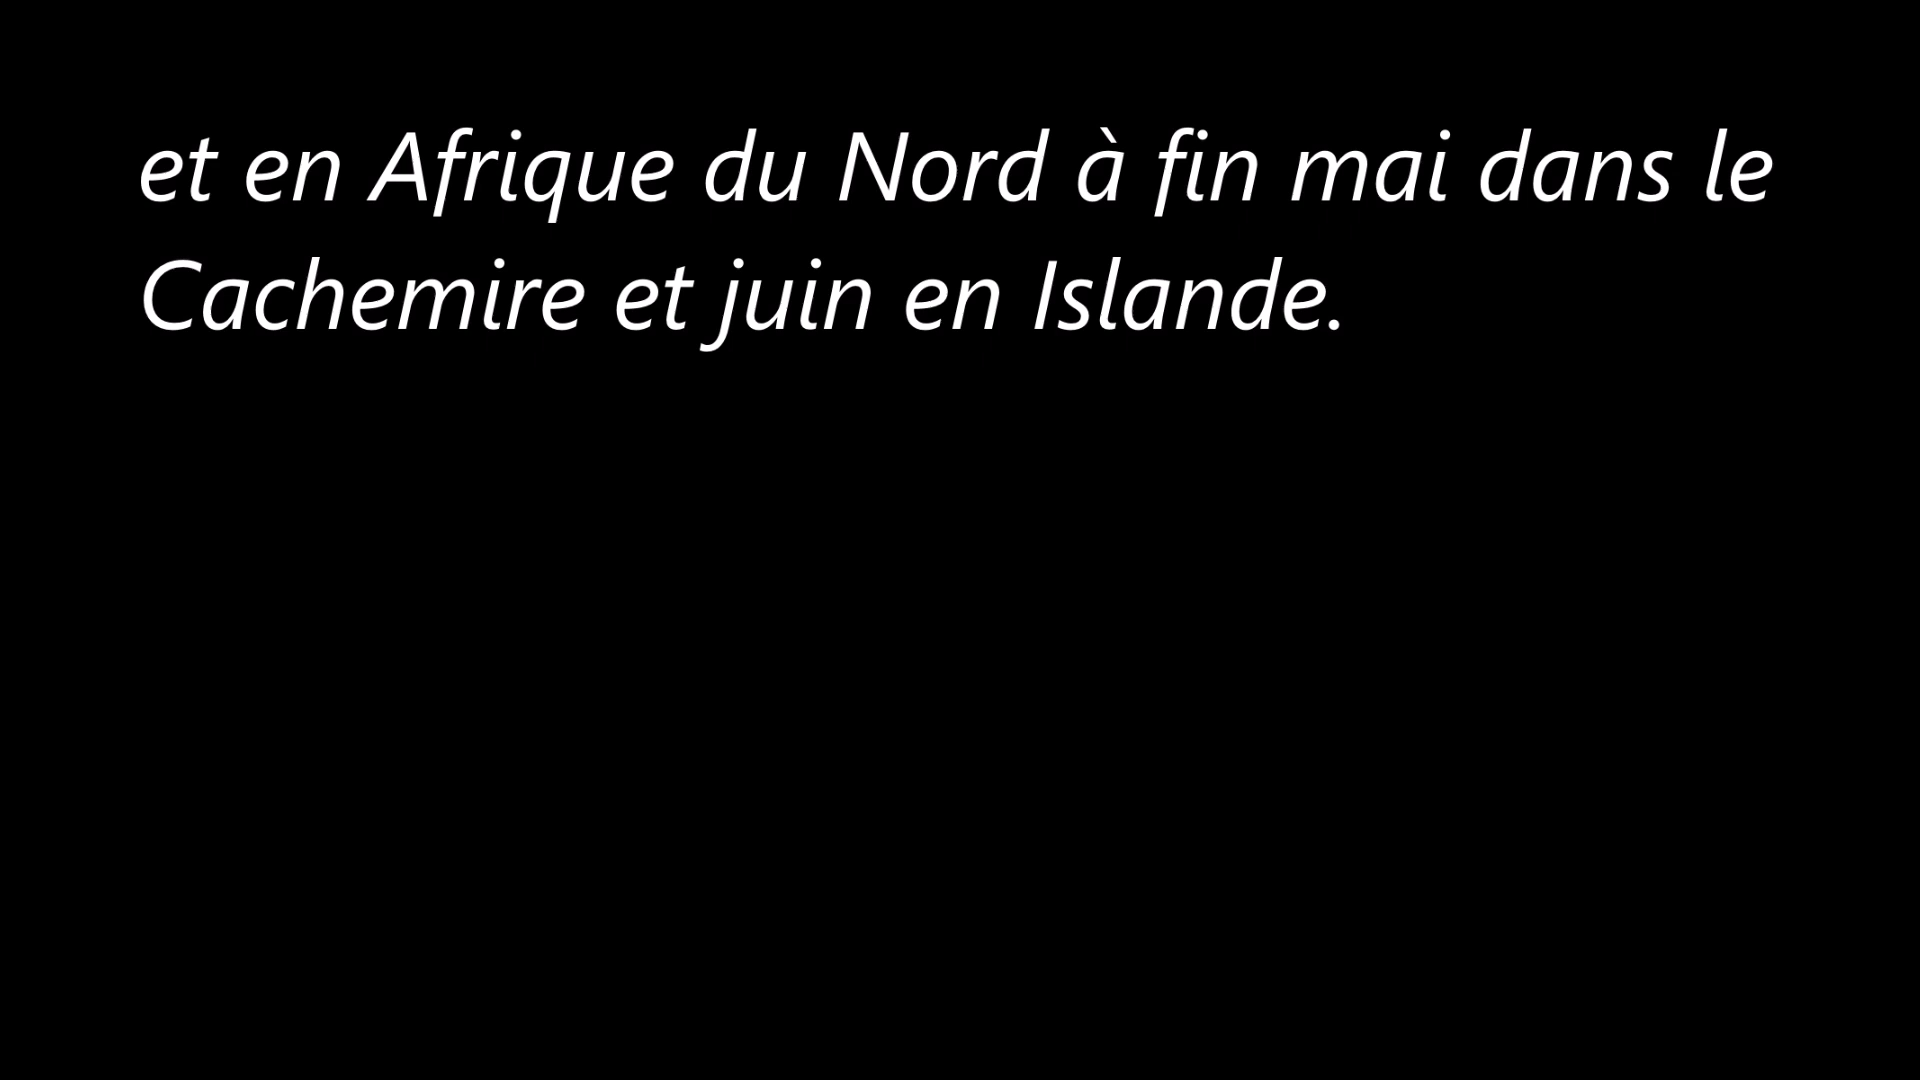 et en Afrique du Nord à fin mai dans le
Cachemire et juin en Islande.